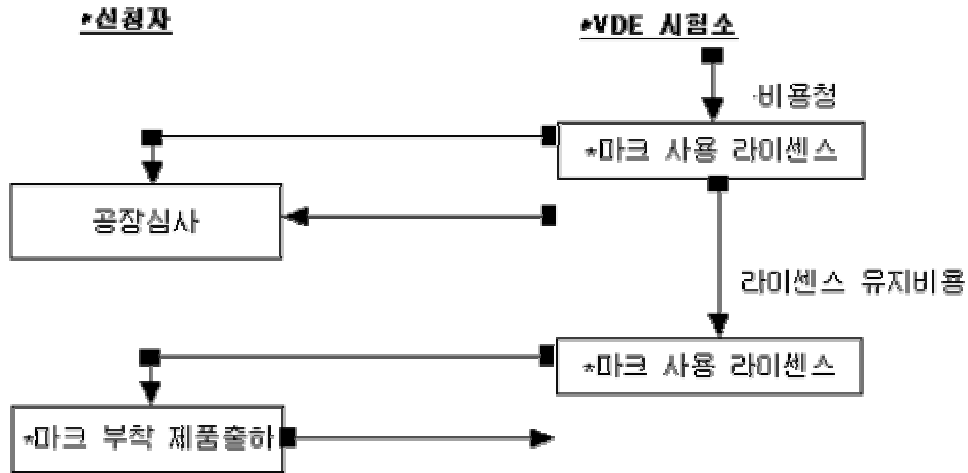 *신청자
*VDE 시험소
·비용청
*마크 사용 라이센스
공장심사
라이센스 유지비용
*마크 사용 라이센스
*마크 부착 제품출하